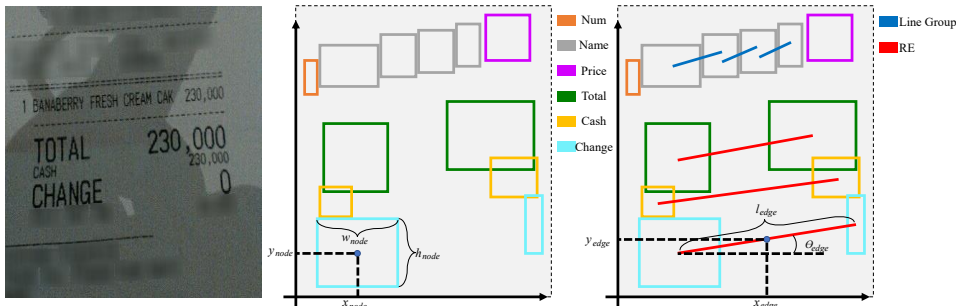 1 BANABERRY FRESH CREAM CAK 230,000
TOTAL 230,000
CASH 230,000
CHANGE 0
Num
Name
Price
Total
Cash
Change
w_node
h_node
y_node
x_node
Line Group
RE
l_edge
y_edge
θ_edge
x_edge